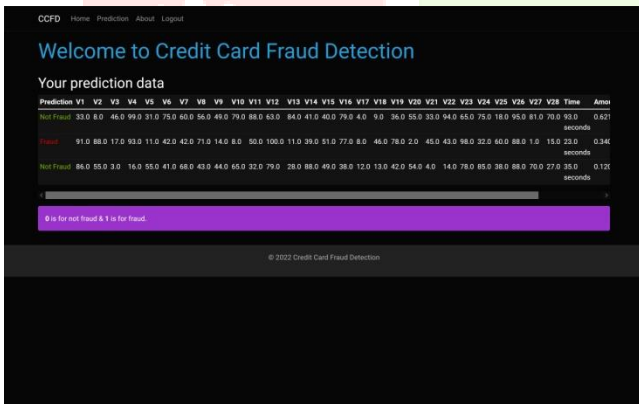 CCFD Home Prediction About Logout
Welcome to Credit Card Fraud Detection
Your prediction data
Prediction V1 V2 V3 V4 V5 V6 V7 V8 V9 V10 V11 V12 V13 V14 V15 V16 V17 V18 V19 V20 V21 V22 V23 V24 V25 V26 V27 V28 Time Amou
Not Fraud 33.0 8.0 46.0 99.0 31.0 75.0 60.0 56.0 49.0 79.0 88.0 63.0 84.0 41.0 40.0 79.0 4.0 9.0 36.0 55.0 33.0 94.0 65.0 75.0 18.0 95.0 81.0 70.0 93.0 0.621
seconds
Fraud 91.0 88.0 17.0 93.0 11.0 42.0 42.0 71.0 14.0 8.0 50.0 100.0 11.0 39.0 51.0 77.0 8.0 46.0 78.0 2.0 45.0 43.0 98.0 32.0 60.0 88.0 1.0 15.0 23.0 0.340
seconds
Not Fraud 86.0 55.0 3.0 16.0 55.0 41.0 68.0 43.0 44.0 65.0 32.0 79.0 28.0 88.0 49.0 38.0 12.0 13.0 42.0 54.0 4.0 14.0 78.0 85.0 38.0 88.0 70.0 27.0 35.0 0.120
seconds
0 is for not fraud & 1 is for fraud.
© 2022 Credit Card Fraud Detection